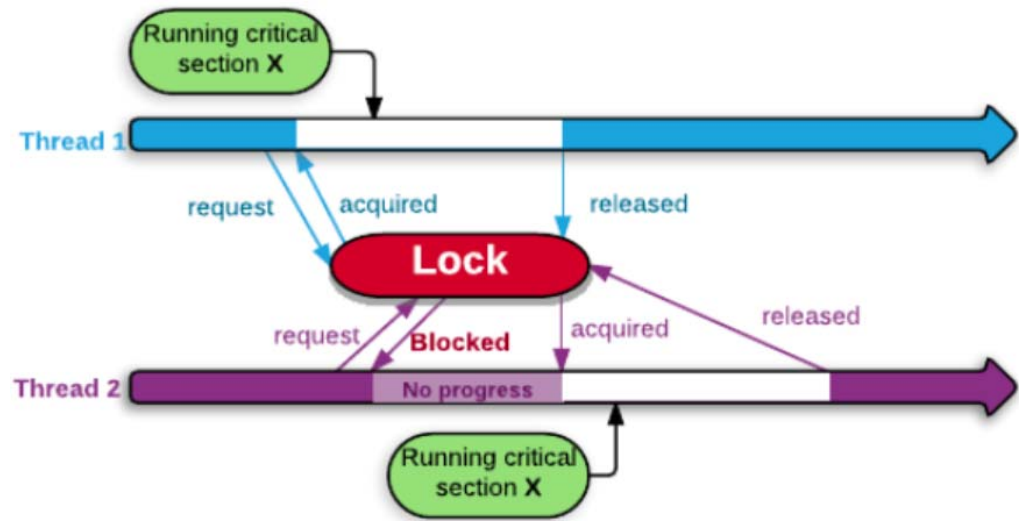 Running critical
section X
Thread 1
request
acquired
released
Lock
request
Blocked
acquired
released
Thread 2
No progress
Running critical
section X